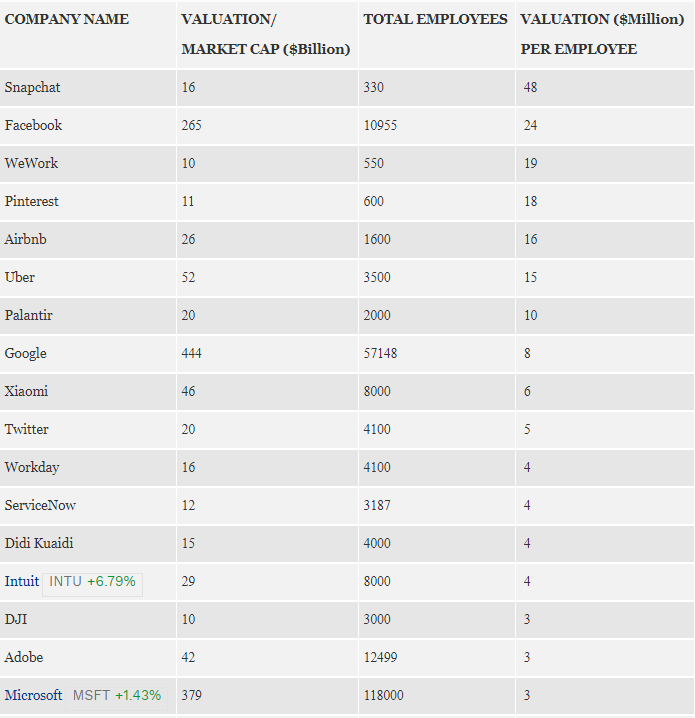 COMPANY NAME VALUATION/ TOTAL EMPLOYEES VALUATION ($Million)
MARKET CAP ($Billion) PER EMPLOYEE
Snapchat 16 330 48
Facebook 265 10955 24
WeWork 10 550 19
Pinterest 11 600 18
Airbnb 26 1600 16
Uber 52 3500 15
Palantir 20 2000 10
Google 444 57148 8
Xiaomi 46 8000 6
Twitter 20 4100 5
Workday 16 4100 4
ServiceNow 12 3187 4
Didi Kuaidi 15 4000 4
Intuit INTU +6.79% 29 8000 4
DJI 10 3000 3
Adobe 42 12499 3
Microsoft MSFT +1.43% 379 118000 3